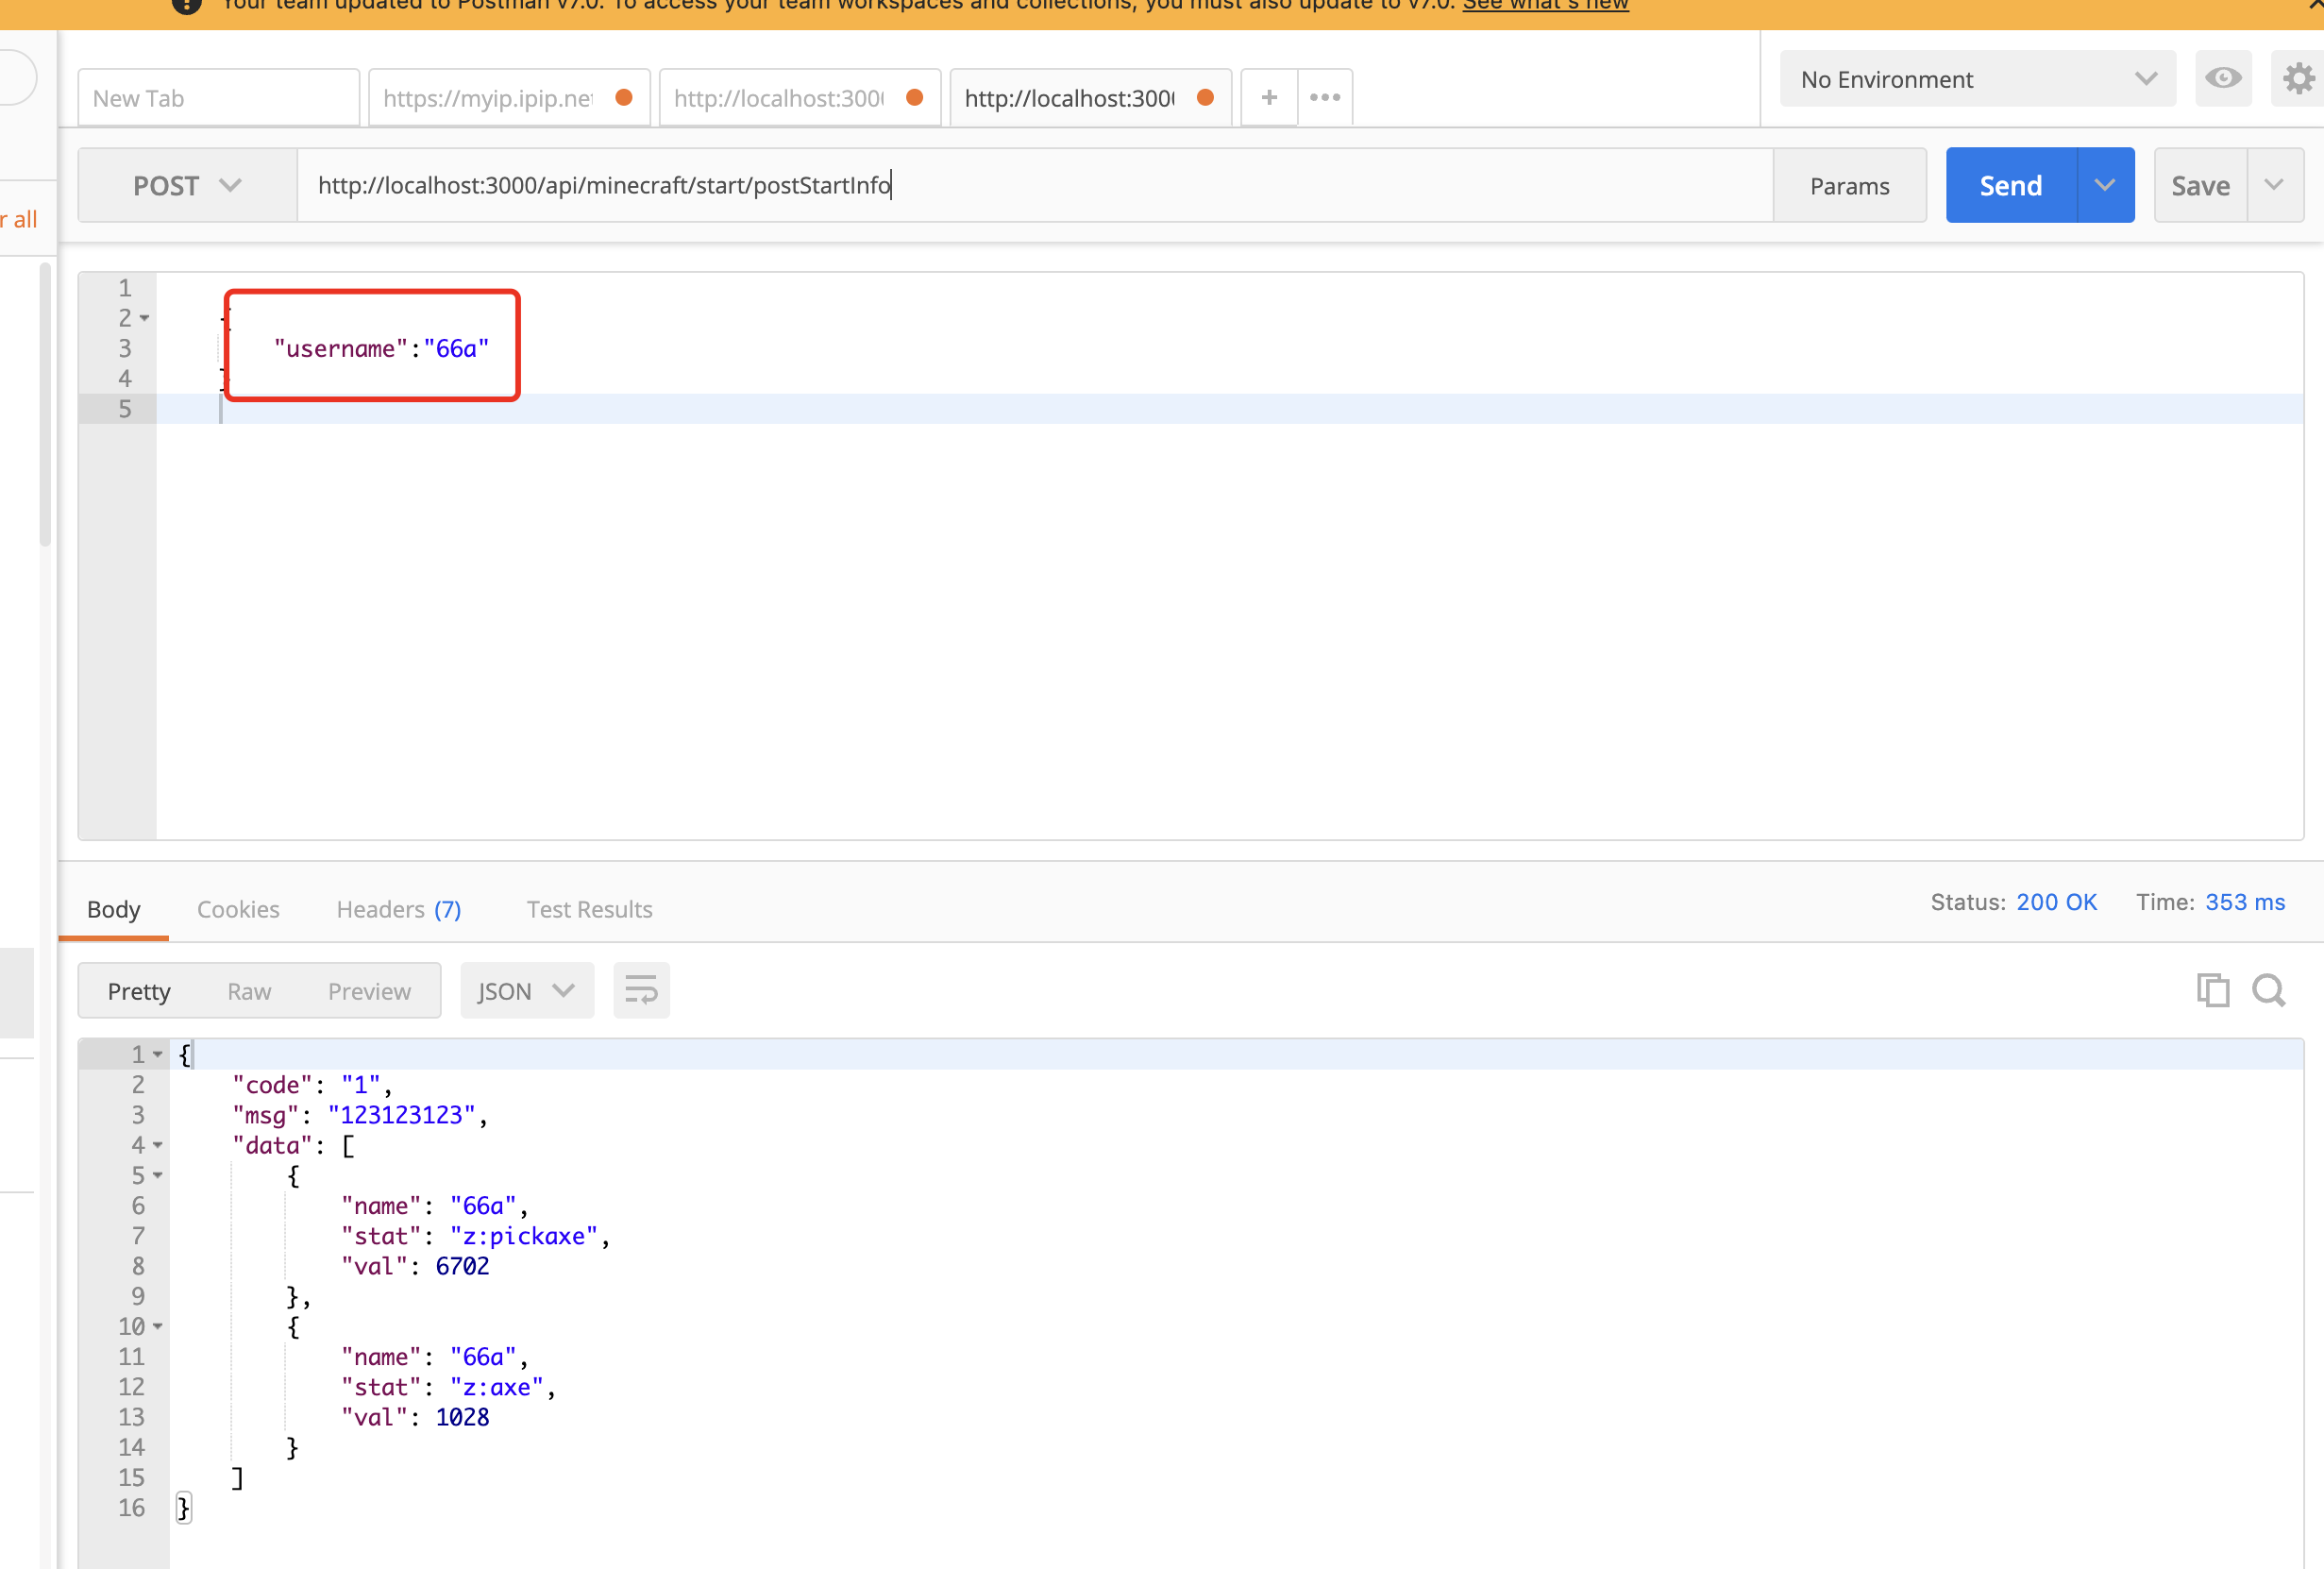 Your team updated to Postman v7.0. To access your team workspaces and collections, you must also update to v7.0. See what's new
New Tab
https://myip.ipip.net
http://localhost:300
http://localhost:300
+
No Environment
POST
http://localhost:3000/api/minecraft/start/postStartInfo
Params
Send
Save
r all
1
2
{
3
"username":"66a"
4
}
5
Body
Cookies
Headers (7)
Test Results
Status: 200 OK
Time: 353 ms
Pretty
Raw
Preview
JSON
1 {
2 "code": "1",
3 "msg": "123123123",
4 "data": [
5 {
6 "name": "66a",
7 "stat": "z:pickaxe",
8 "val": 6702
9 },
10 {
11 "name": "66a",
12 "stat": "z:axe",
13 "val": 1028
14 }
15 ]
16 }